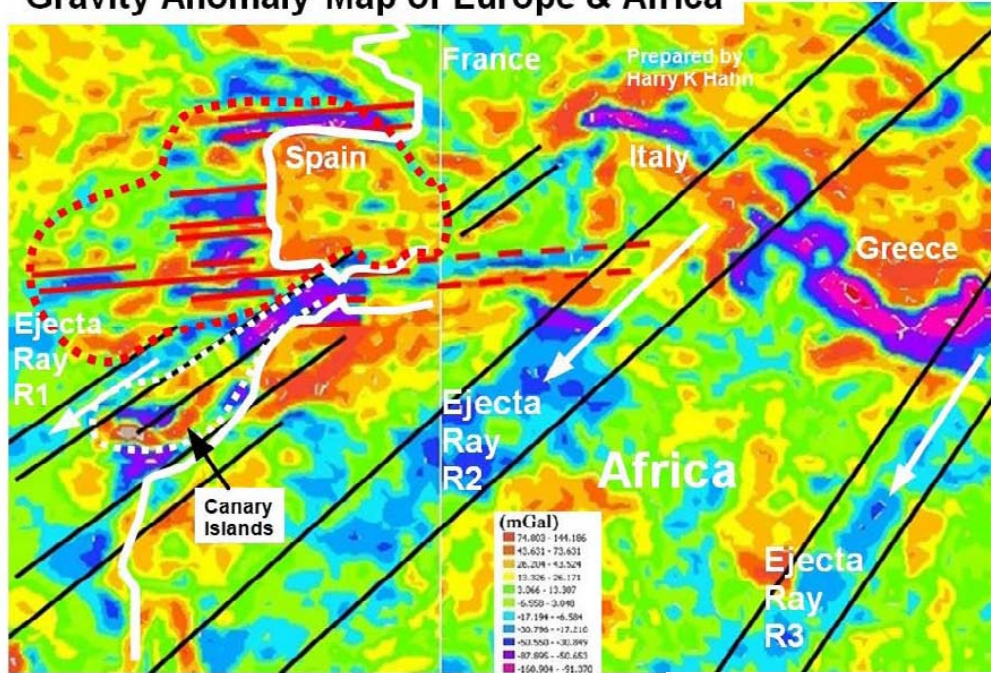 Gravity Anomaly Map of Europe & Africa
France
Prepared by
Harry K Hahn
Spain
Italy
Greece
Ejecta
Ray
R1
Ejecta
Ray
R2
Africa
Canary
Islands
(mGal)
74.803 - 144.186
43.631 - 73.631
26.204 - 43.524
13.326 - 26.171
3.066 - 13.307
-6.558 - 3.048
-17.194 - -6.584
-30.796 - -17.216
-50.550 - -30.849
-87.895 - -50.653
-160.904 - -91.370
Ejecta
Ray
R3